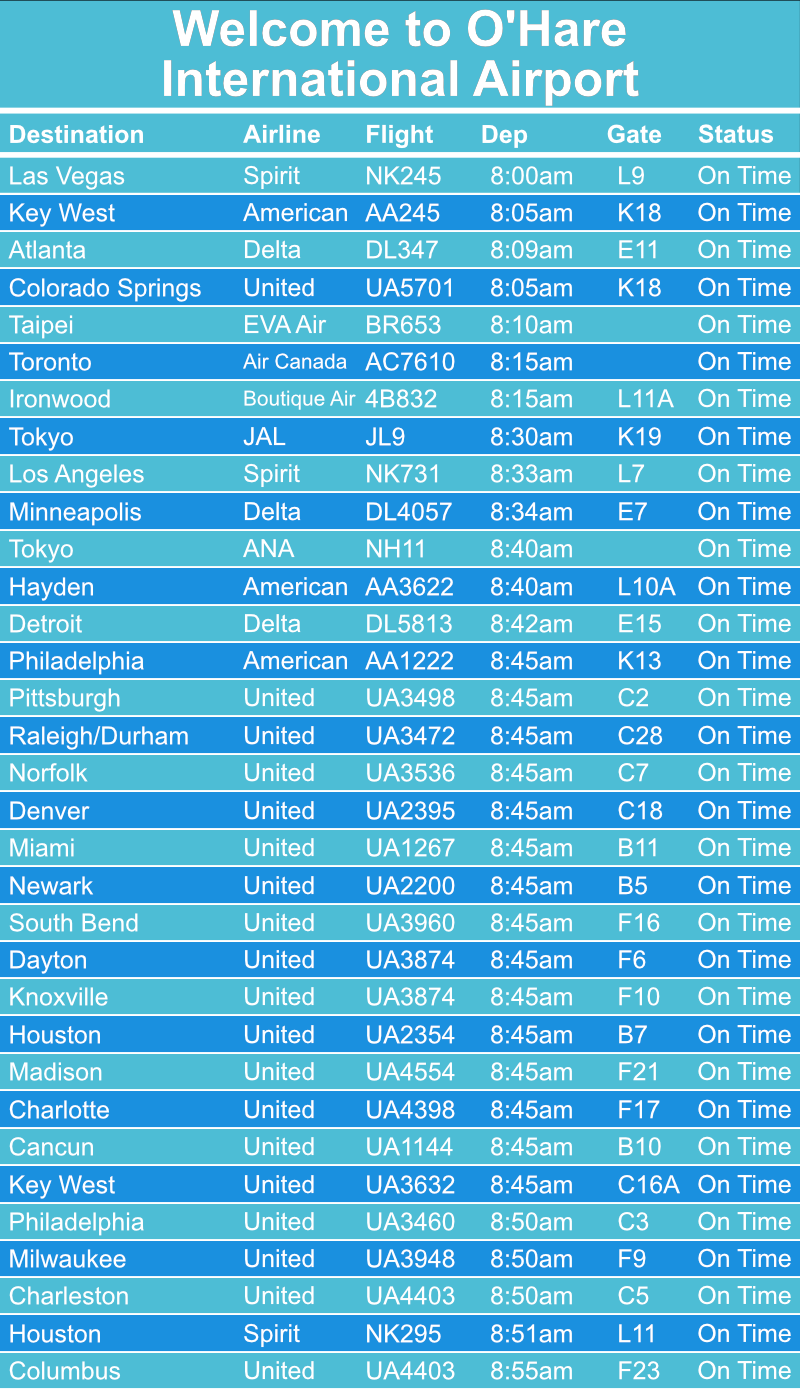 Welcome to O'Hare
International Airport
Destination Airline Flight Dep Gate Status
Las Vegas Spirit NK245 8:00am L9 On Time
Key West American AA245 8:05am K18 On Time
Atlanta Delta DL347 8:09am E11 On Time
Colorado Springs United UA5701 8:05am K18 On Time
Taipei EVA Air BR653 8:10am On Time
Toronto Air Canada AC7610 8:15am On Time
Ironwood Boutique Air 4B832 8:15am L11A On Time
Tokyo JAL JL9 8:30am K19 On Time
Los Angeles Spirit NK731 8:33am L7 On Time
Minneapolis Delta DL4057 8:34am E7 On Time
Tokyo ANA NH11 8:40am On Time
Hayden American AA3622 8:40am L10A On Time
Detroit Delta DL5813 8:42am E15 On Time
Philadelphia American AA1222 8:45am K13 On Time
Pittsburgh United UA3498 8:45am C2 On Time
Raleigh/Durham United UA3472 8:45am C28 On Time
Norfolk United UA3536 8:45am C7 On Time
Denver United UA2395 8:45am C18 On Time
Miami United UA1267 8:45am B11 On Time
Newark United UA2200 8:45am B5 On Time
South Bend United UA3960 8:45am F16 On Time
Dayton United UA3874 8:45am F6 On Time
Knoxville United UA3874 8:45am F10 On Time
Houston United UA2354 8:45am B7 On Time
Madison United UA4554 8:45am F21 On Time
Charlotte United UA4398 8:45am F17 On Time
Cancun United UA1144 8:45am B10 On Time
Key West United UA3632 8:45am C16A On Time
Philadelphia United UA3460 8:50am C3 On Time
Milwaukee United UA3948 8:50am F9 On Time
Charleston United UA4403 8:50am C5 On Time
Houston Spirit NK295 8:51am L11 On Time
Columbus United UA4403 8:55am F23 On Time